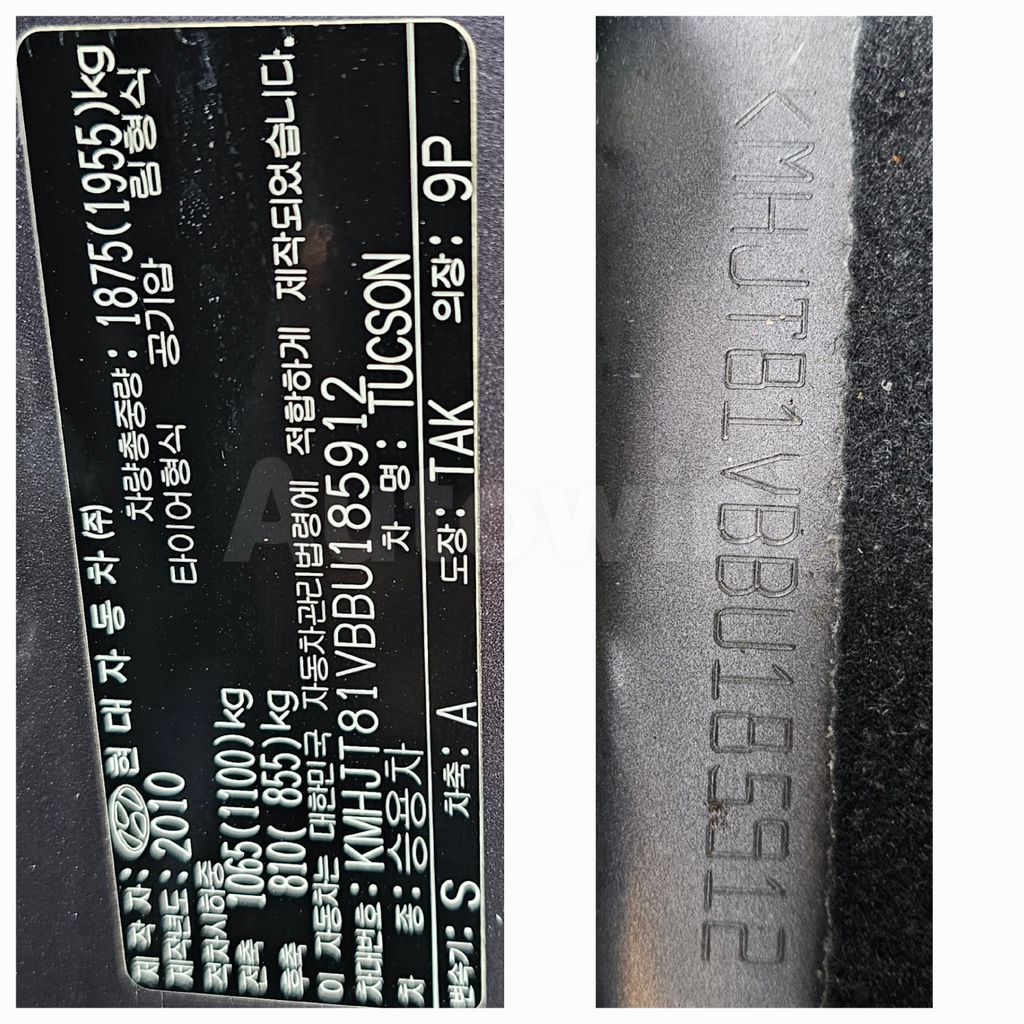 제 작 자: 현 대 자 동 차 (주)
제작년도: 2010 차량총중량: 1875(1955)kg
적차시하중 타이어형식 공기압 림형식
전축 1065(1100)kg
후축 810( 855)kg
이 자동차는 대한민국 자동차관리법령에 적합하게 제작되었습니다.
차대번호: KMHJT81VBBU185912
차 종: 승용차 차 명: TUCSON
변속기: S 차축: A 도장: TAK 의장: 9P
KMHJT81VBBU185912